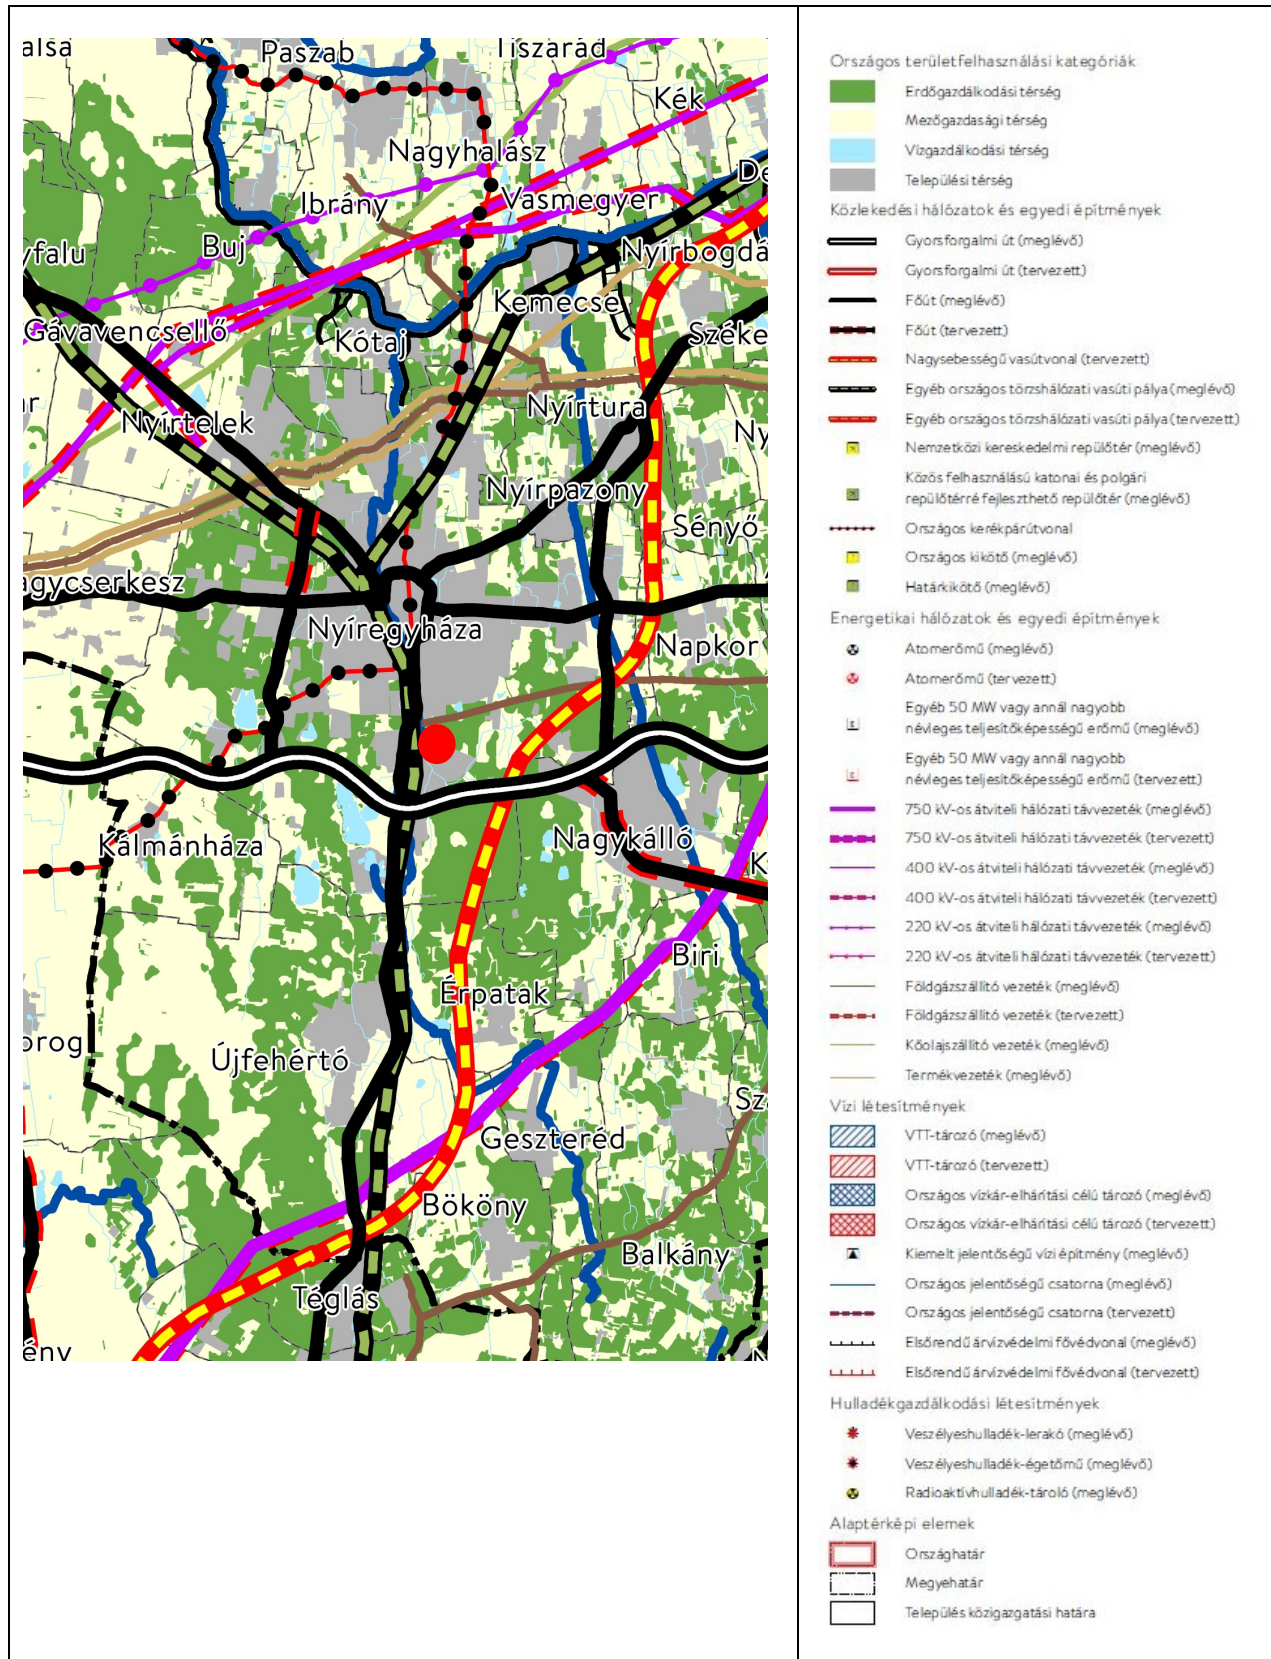 alsa
Paszab
Tiszarád
Kék
Nagyhalász
De
Ibrány
Vasmegyer
Buj
yfalu
Nyírbogdá
Kemecse
Gávavencsellő
Kótaj
Széke
ar
Nyírtelek
Nyírtura
Ny
Nyírpazony
Sényő
agycserkesz
Nyíregyháza
Napkor
Kálmánháza
Nagykálló
K
Biri
Érpatak
orog
Újfehértó
Sz
Geszteréd
Bököny
Balkány
Téglás
ény
N
Országos területfelhasználási kategóriák
Erdőgazdálkodási térség
Mezőgazdasági térség
Vízgazdálkodási térség
Települési térség
Közlekedési hálózatok és egyedi építmények
Gyorsforgalmi út (meglévő)
Gyorsforgalmi út (tervezett)
Főút (meglévő)
Főút (tervezett)
Nagysebességű vasútvonal (tervezett)
Egyéb országos törzshálózati vasúti pálya (meglévő)
Egyéb országos törzshálózati vasúti pálya (tervezett)
Nemzetközi kereskedelmi repülőtér (meglévő)
Közös felhasználású katonai és polgári
repülőtérré fejleszthető repülőtér (meglévő)
Országos kerékpárútvonal
Országos kikötő (meglévő)
Határkikötő (meglévő)
Energetikai hálózatok és egyedi építmények
Atomerőmű (meglévő)
Atomerőmű (tervezett)
Egyéb 50 MW vagy annál nagyobb
névleges teljesítőképességű erőmű (meglévő)
Egyéb 50 MW vagy annál nagyobb
névleges teljesítőképességű erőmű (tervezett)
750 kV-os átviteli hálózati távvezeték (meglévő)
750 kV-os átviteli hálózati távvezeték (tervezett)
400 kV-os átviteli hálózati távvezeték (meglévő)
400 kV-os átviteli hálózati távvezeték (tervezett)
220 kV-os átviteli hálózati távvezeték (meglévő)
220 kV-os átviteli hálózati távvezeték (tervezett)
Földgázszállító vezeték (meglévő)
Földgázszállító vezeték (tervezett)
Kőolajszállító vezeték (meglévő)
Termékvezeték (meglévő)
Vízi létesítmények
VTT-tározó (meglévő)
VTT-tározó (tervezett)
Országos vízkár-elhárítási célú tározó (meglévő)
Országos vízkár-elhárítási célú tározó (tervezett)
Kiemelt jelentőségű vízi építmény (meglévő)
Országos jelentőségű csatorna (meglévő)
Országos jelentőségű csatorna (tervezett)
Elsőrendű árvízvédelmi fővédvonal (meglévő)
Elsőrendű árvízvédelmi fővédvonal (tervezett)
Hulladékgazdálkodási létesítmények
Veszélyeshulladék-lerakó (meglévő)
Veszélyeshulladék-égetőmű (meglévő)
Radioaktívhulladék-tároló (meglévő)
Alaptérképi elemek
Országhatár
Megyehatár
Település közigazgatási határa